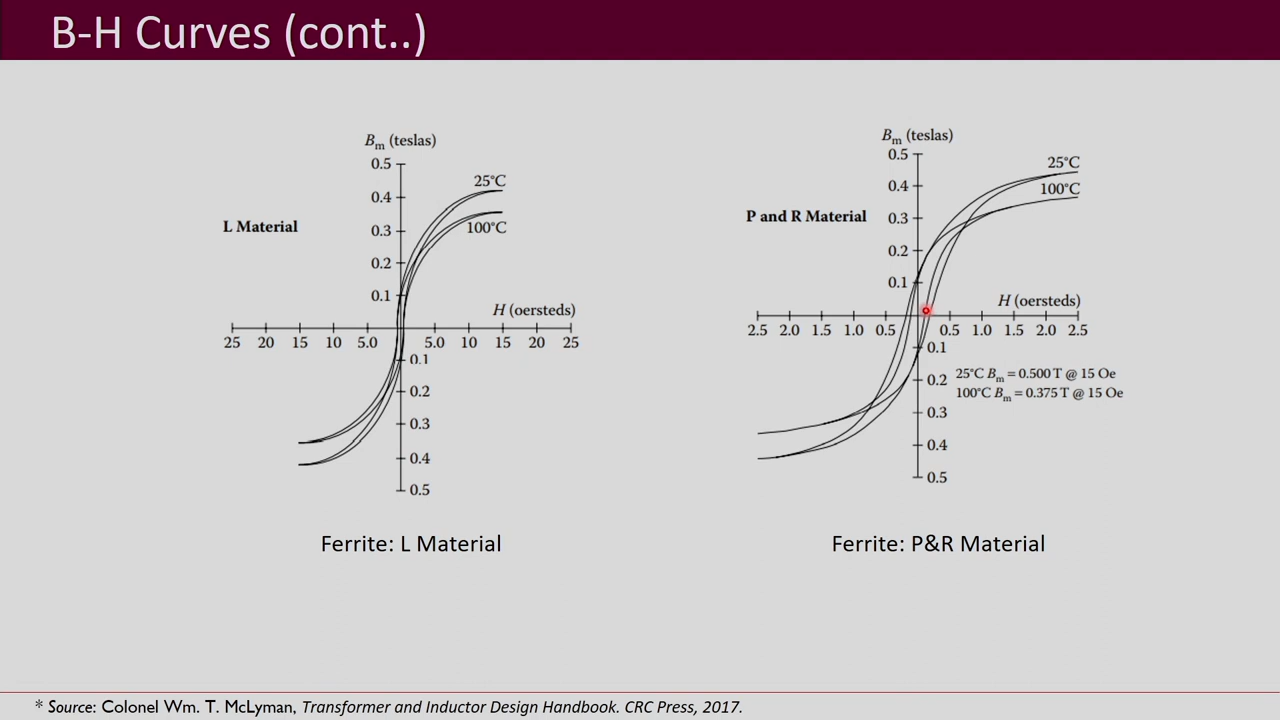 B-H Curves (cont..)
B_m (teslas)
0.5
25°C
0.4
L Material
0.3
100°C
0.2
0.1
H (oersteds)
25 20 15 10 5.0 5.0 10 15 20 25
0.1
0.2
0.3
0.4
0.5
Ferrite: L Material
B_m (teslas)
0.5
25°C
0.4
100°C
P and R Material
0.3
0.2
0.1
H (oersteds)
2.5 2.0 1.5 1.0 0.5 0.5 1.0 1.5 2.0 2.5
0.1
25°C B_m = 0.500 T @ 15 Oe
0.2
100°C B_m = 0.375 T @ 15 Oe
0.3
0.4
0.5
Ferrite: P&R Material
* Source: Colonel Wm. T. McLyman, Transformer and Inductor Design Handbook. CRC Press, 2017.